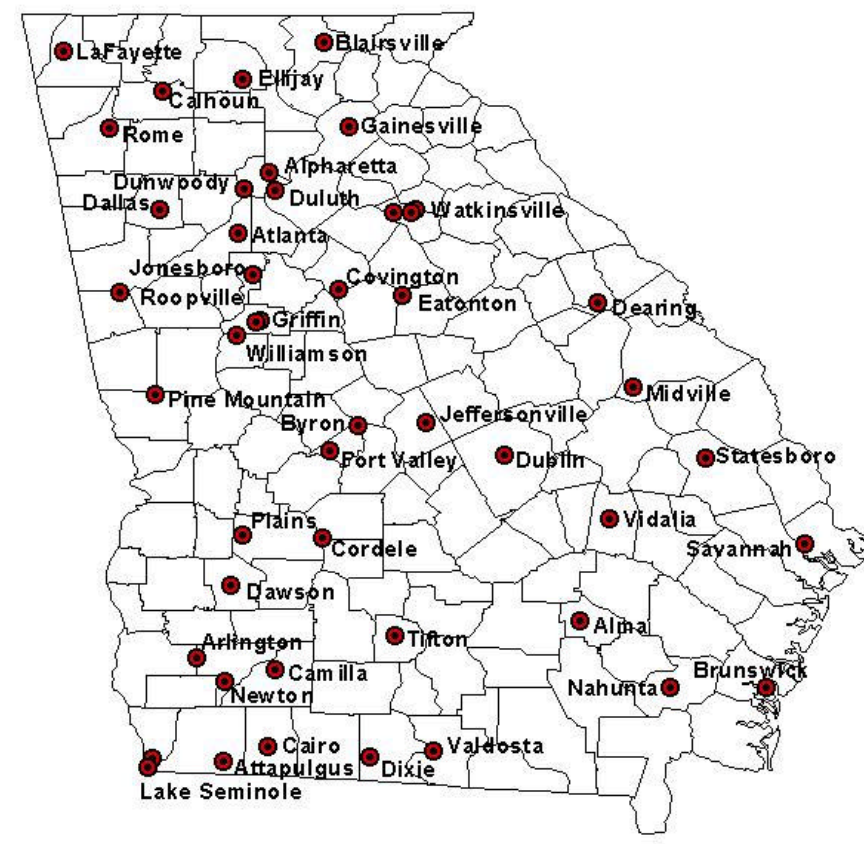 Blairsville
LaFayette
Ellijay
Calhoun
Gainesville
Rome
Alpharetta
Dunwoody
Duluth
Dallas
Watkinsville
Atlanta
Jonesboro
Covington
Roopville
Eatonton
Dearing
Griffin
Williamson
Midville
Pine Mountain
Jeffersonville
Byron
Statesboro
Fort Valley
Dublin
Plains
Vidalia
Cordele
Savannah
Dawson
Alma
Tifton
Arlington
Camilla
Brunswick
Nahunta
Newton
Cairo
Valdosta
Attapulgus
Dixie
Lake Seminole